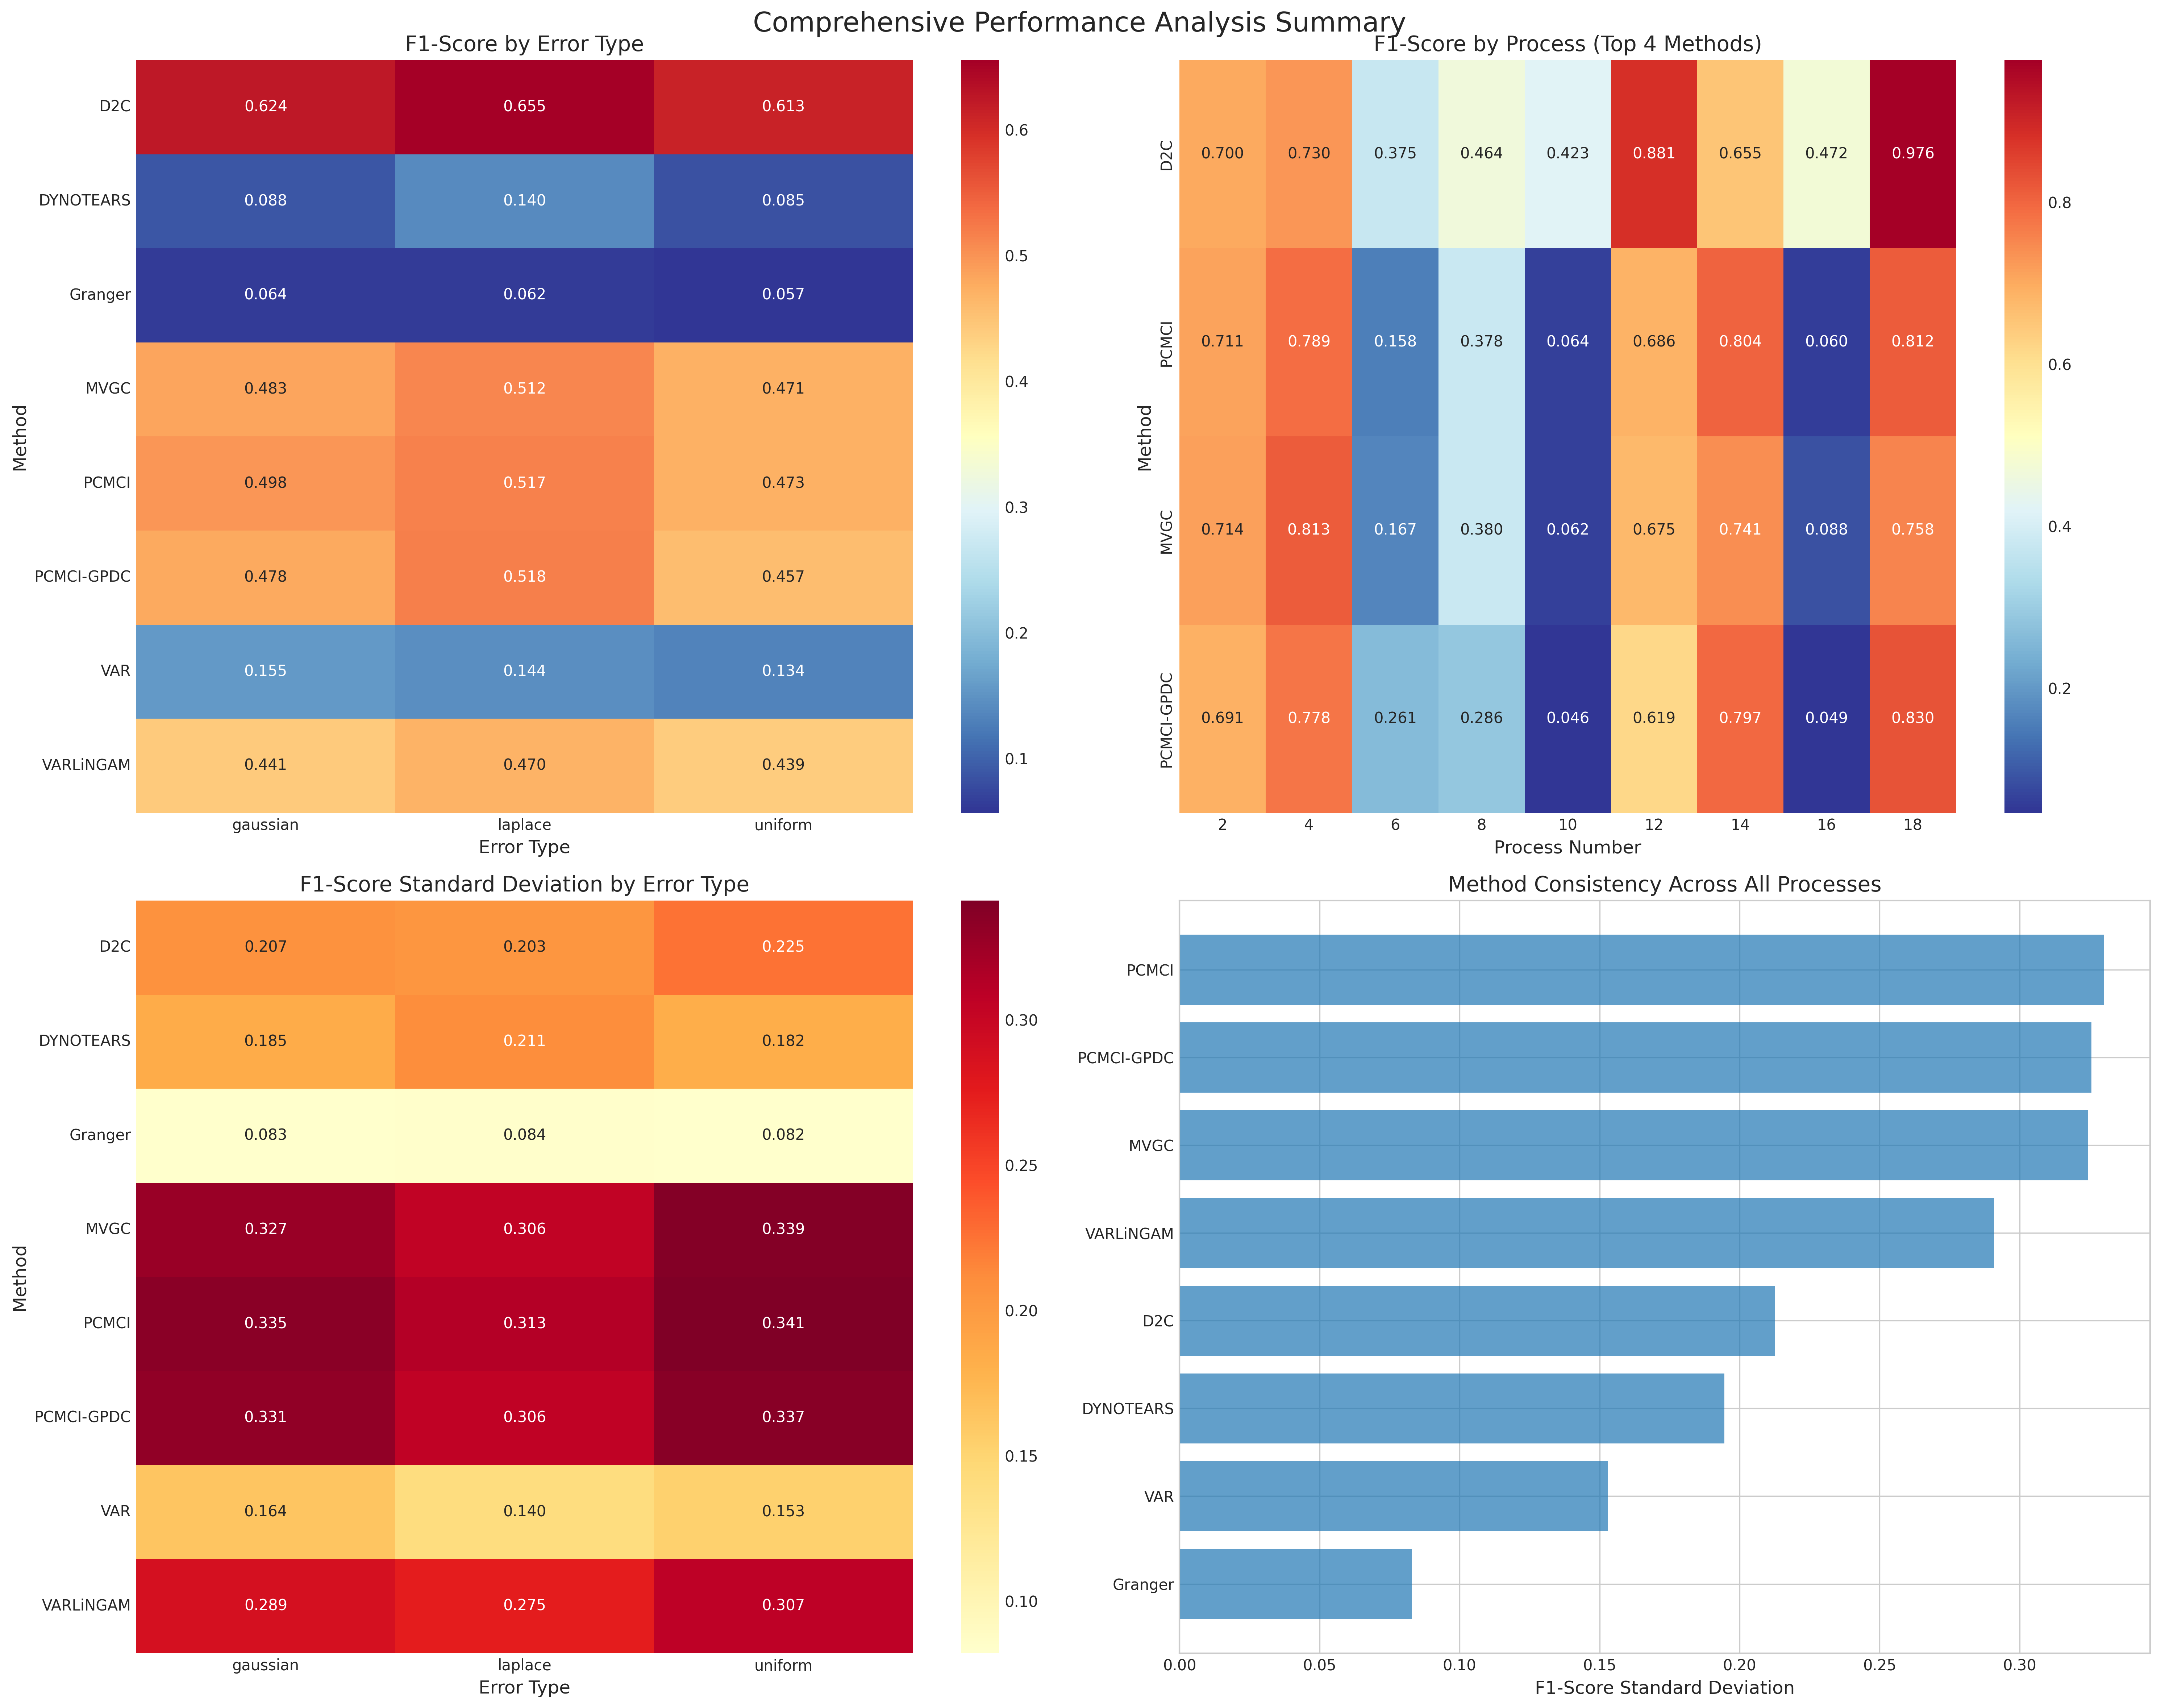 Comprehensive Performance Analysis Summary
F1-Score by Error Type
Method
D2C 0.624 0.655 0.613
DYNOTEARS 0.088 0.140 0.085
Granger 0.064 0.062 0.057
MVGC 0.483 0.512 0.471
PCMCI 0.498 0.517 0.473
PCMCI-GPDC 0.478 0.518 0.457
VAR 0.155 0.144 0.134
VARLiNGAM 0.441 0.470 0.439
gaussian laplace uniform
Error Type
0.6
0.5
0.4
0.3
0.2
0.1
F1-Score by Process (Top 4 Methods)
Method
D2C 0.700 0.730 0.375 0.464 0.423 0.881 0.655 0.472 0.976
PCMCI 0.711 0.789 0.158 0.378 0.064 0.686 0.804 0.060 0.812
MVGC 0.714 0.813 0.167 0.380 0.062 0.675 0.741 0.088 0.758
PCMCI-GPDC 0.691 0.778 0.261 0.286 0.046 0.619 0.797 0.049 0.830
2 4 6 8 10 12 14 16 18
Process Number
0.8
0.6
0.4
0.2
F1-Score Standard Deviation by Error Type
Method
D2C 0.207 0.203 0.225
DYNOTEARS 0.185 0.211 0.182
Granger 0.083 0.084 0.082
MVGC 0.327 0.306 0.339
PCMCI 0.335 0.313 0.341
PCMCI-GPDC 0.331 0.306 0.337
VAR 0.164 0.140 0.153
VARLiNGAM 0.289 0.275 0.307
gaussian laplace uniform
Error Type
0.30
0.25
0.20
0.15
0.10
Method Consistency Across All Processes
PCMCI
PCMCI-GPDC
MVGC
VARLiNGAM
D2C
DYNOTEARS
VAR
Granger
0.00 0.05 0.10 0.15 0.20 0.25 0.30
F1-Score Standard Deviation